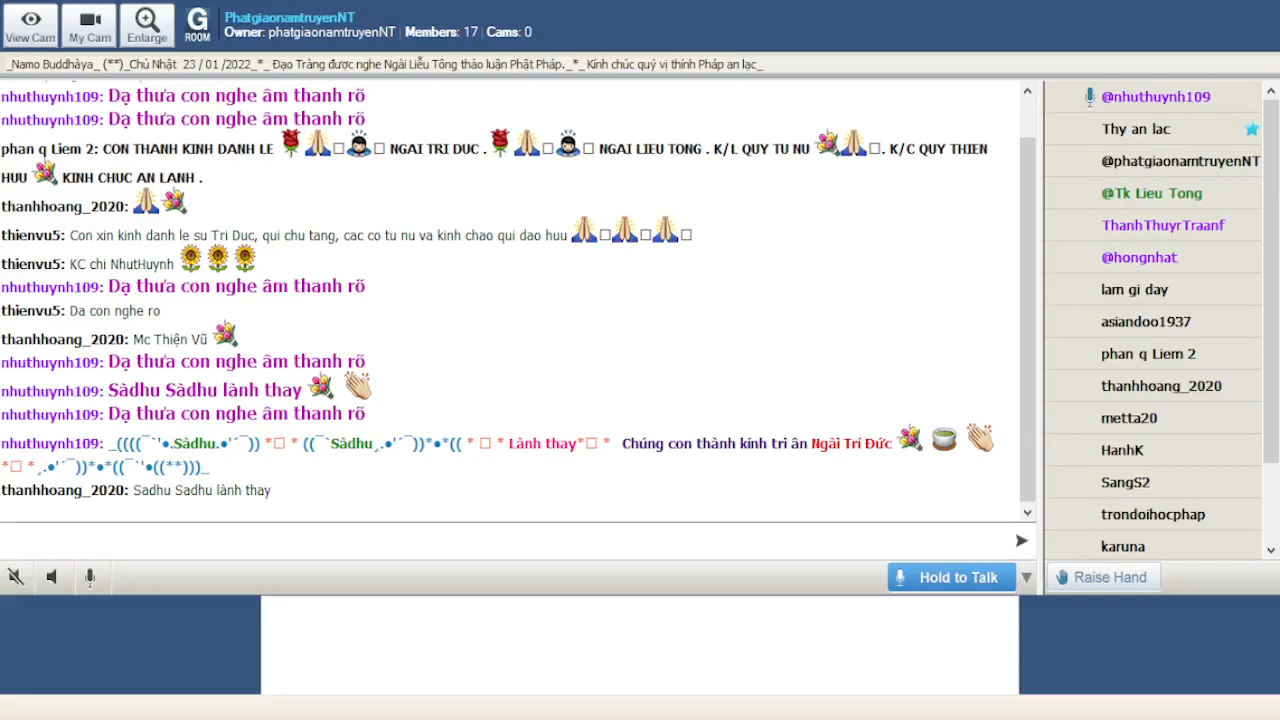 View Cam
My Cam
Enlarge
G
ROOM
PhatgiaonamtruyenNT
Owner: phatgiaonamtruyenNT Members: 17 Cams: 0
_Namo Buddhàya_ (**)_Chủ Nhật 23 / 01 /2022_*_ Đạo Tràng được nghe Ngài Liễu Tông thảo luận Phật Pháp._*_ Kính chúc quý vị thính Pháp an lạc_
nhuthuynh109: Dạ thưa con nghe âm thanh rõ
nhuthuynh109: Dạ thưa con nghe âm thanh rõ
phan q Liem 2: CON THANH KINH DANH LE 🌹🙏🙇 NGAI TRI DUC . 🌹🙏🙇 NGAI LIEU TONG . K/L QUY TU NU 💐🙏. K/C QUY THIEN
HUU 💐 KINH CHUC AN LANH .
thanhhoang_2020: 🙏💐
thienvu5: Con xin kinh danh le su Tri Duc, qui chu tang, cac co tu nu va kinh chao qui dao huu 🙏🙏🙏
thienvu5: KC chi NhutHuynh 🌻🌻🌻
nhuthuynh109: Dạ thưa con nghe âm thanh rõ
thienvu5: Da con nghe ro
thanhhoang_2020: Mc Thiện Vũ 💐
nhuthuynh109: Dạ thưa con nghe âm thanh rõ
nhuthuynh109: Sàdhu Sàdhu lành thay 💐 👏
nhuthuynh109: Dạ thưa con nghe âm thanh rõ
nhuthuynh109: _((((¯`'●.Sàdhu.●'´¯)) *□ * ((¯`Sàdhu¸.●'´¯))*●*(( * □ * Lành thay*□ * Chúng con thành kính tri ân Ngài Trí Đức 💐 🍵 👏
*□ *¸.●'´¯))*●*((¯`'●((**)))_
thanhhoang_2020: Sadhu Sadhu lành thay
@nhuthuynh109
Thy an lac
@phatgiaonamtruyenNT
@Tk Lieu Tong
ThanhThuyrTraanf
@hongnhat
lam gi day
asiandoo1937
phan q Liem 2
thanhhoang_2020
metta20
HanhK
SangS2
trondoihocphap
karuna
Hold to Talk
Raise Hand